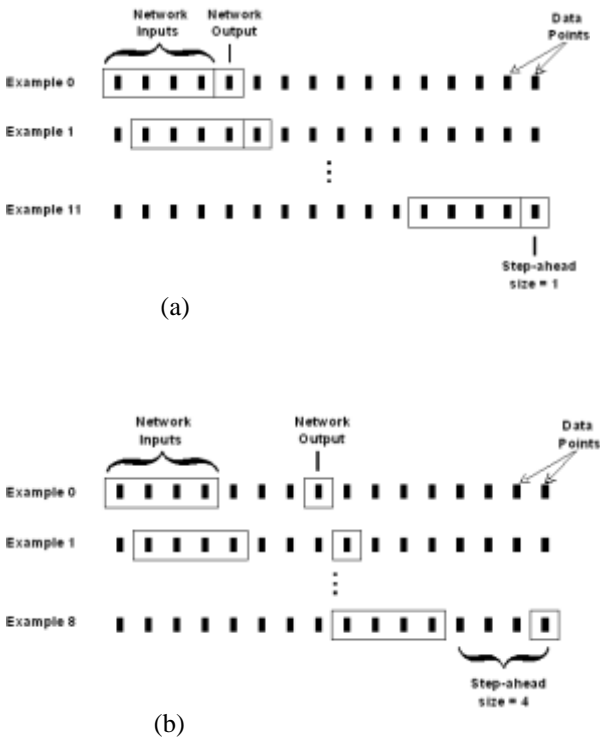 Network
Inputs
Network
Output
Data
Points
Example 0
Example 1
Example 11
Step-ahead
size = 1
(a)
Network
Inputs
Network
Output
Data
Points
Example 0
Example 1
Example 8
Step-ahead
size = 4
(b)